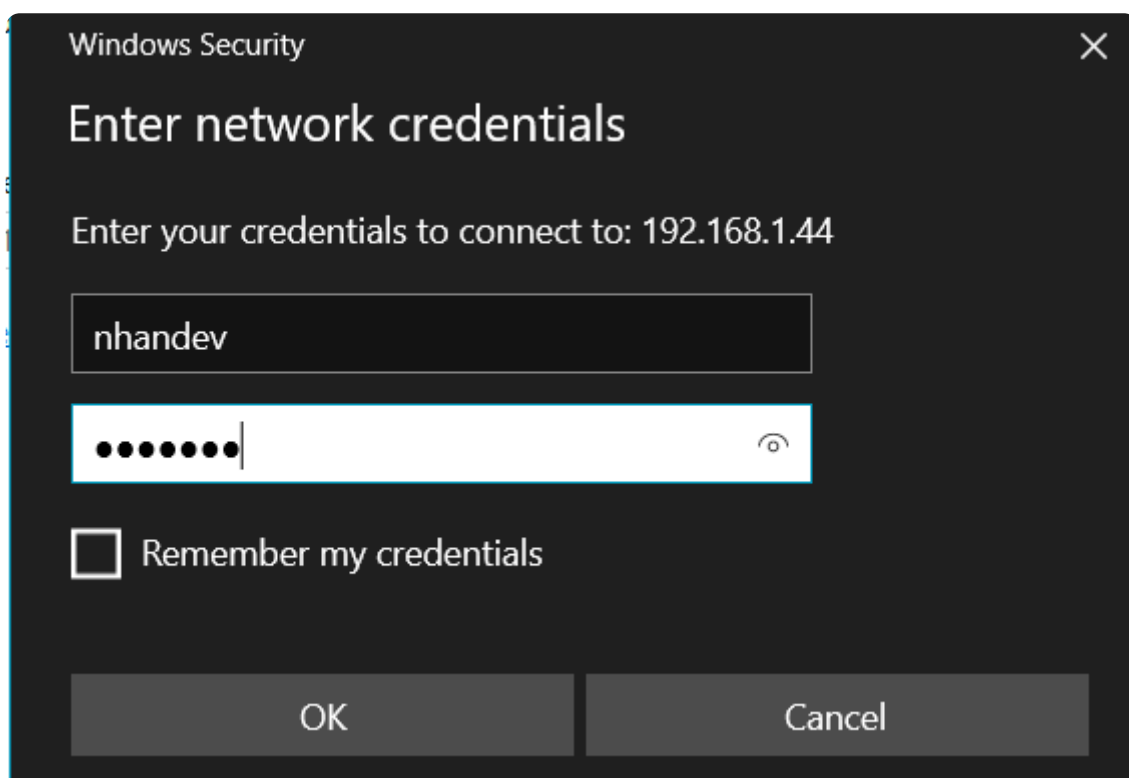 Windows Security
Enter network credentials
Enter your credentials to connect to: 192.168.1.44
nhandev
●●●●●●●
Remember my credentials
OK
Cancel